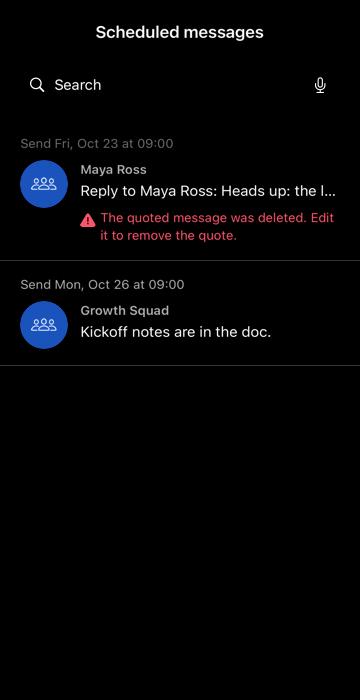 Scheduled messages
Search
Send Fri, Oct 23 at 09:00
Maya Ross
Reply to Maya Ross: Heads up: the l...
The quoted message was deleted. Edit
it to remove the quote.
Send Mon, Oct 26 at 09:00
Growth Squad
Kickoff notes are in the doc.